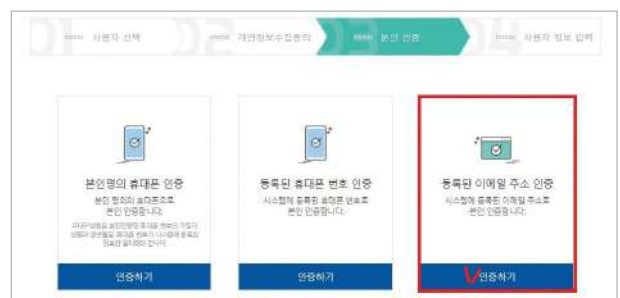 01 사용자 선택
02 개인정보수집동의
03 본인 인증
04 사용자 정보 입력
본인명의 휴대폰 인증
본인 명의의 휴대폰으로
본인 인증합니다.
등록된 휴대폰 번호 인증
시스템에 등록된 휴대폰 번호로
본인 인증합니다.
등록된 이메일 주소 인증
시스템에 등록된 이메일 주소로
본인 인증합니다.
인증하기
인증하기
인증하기